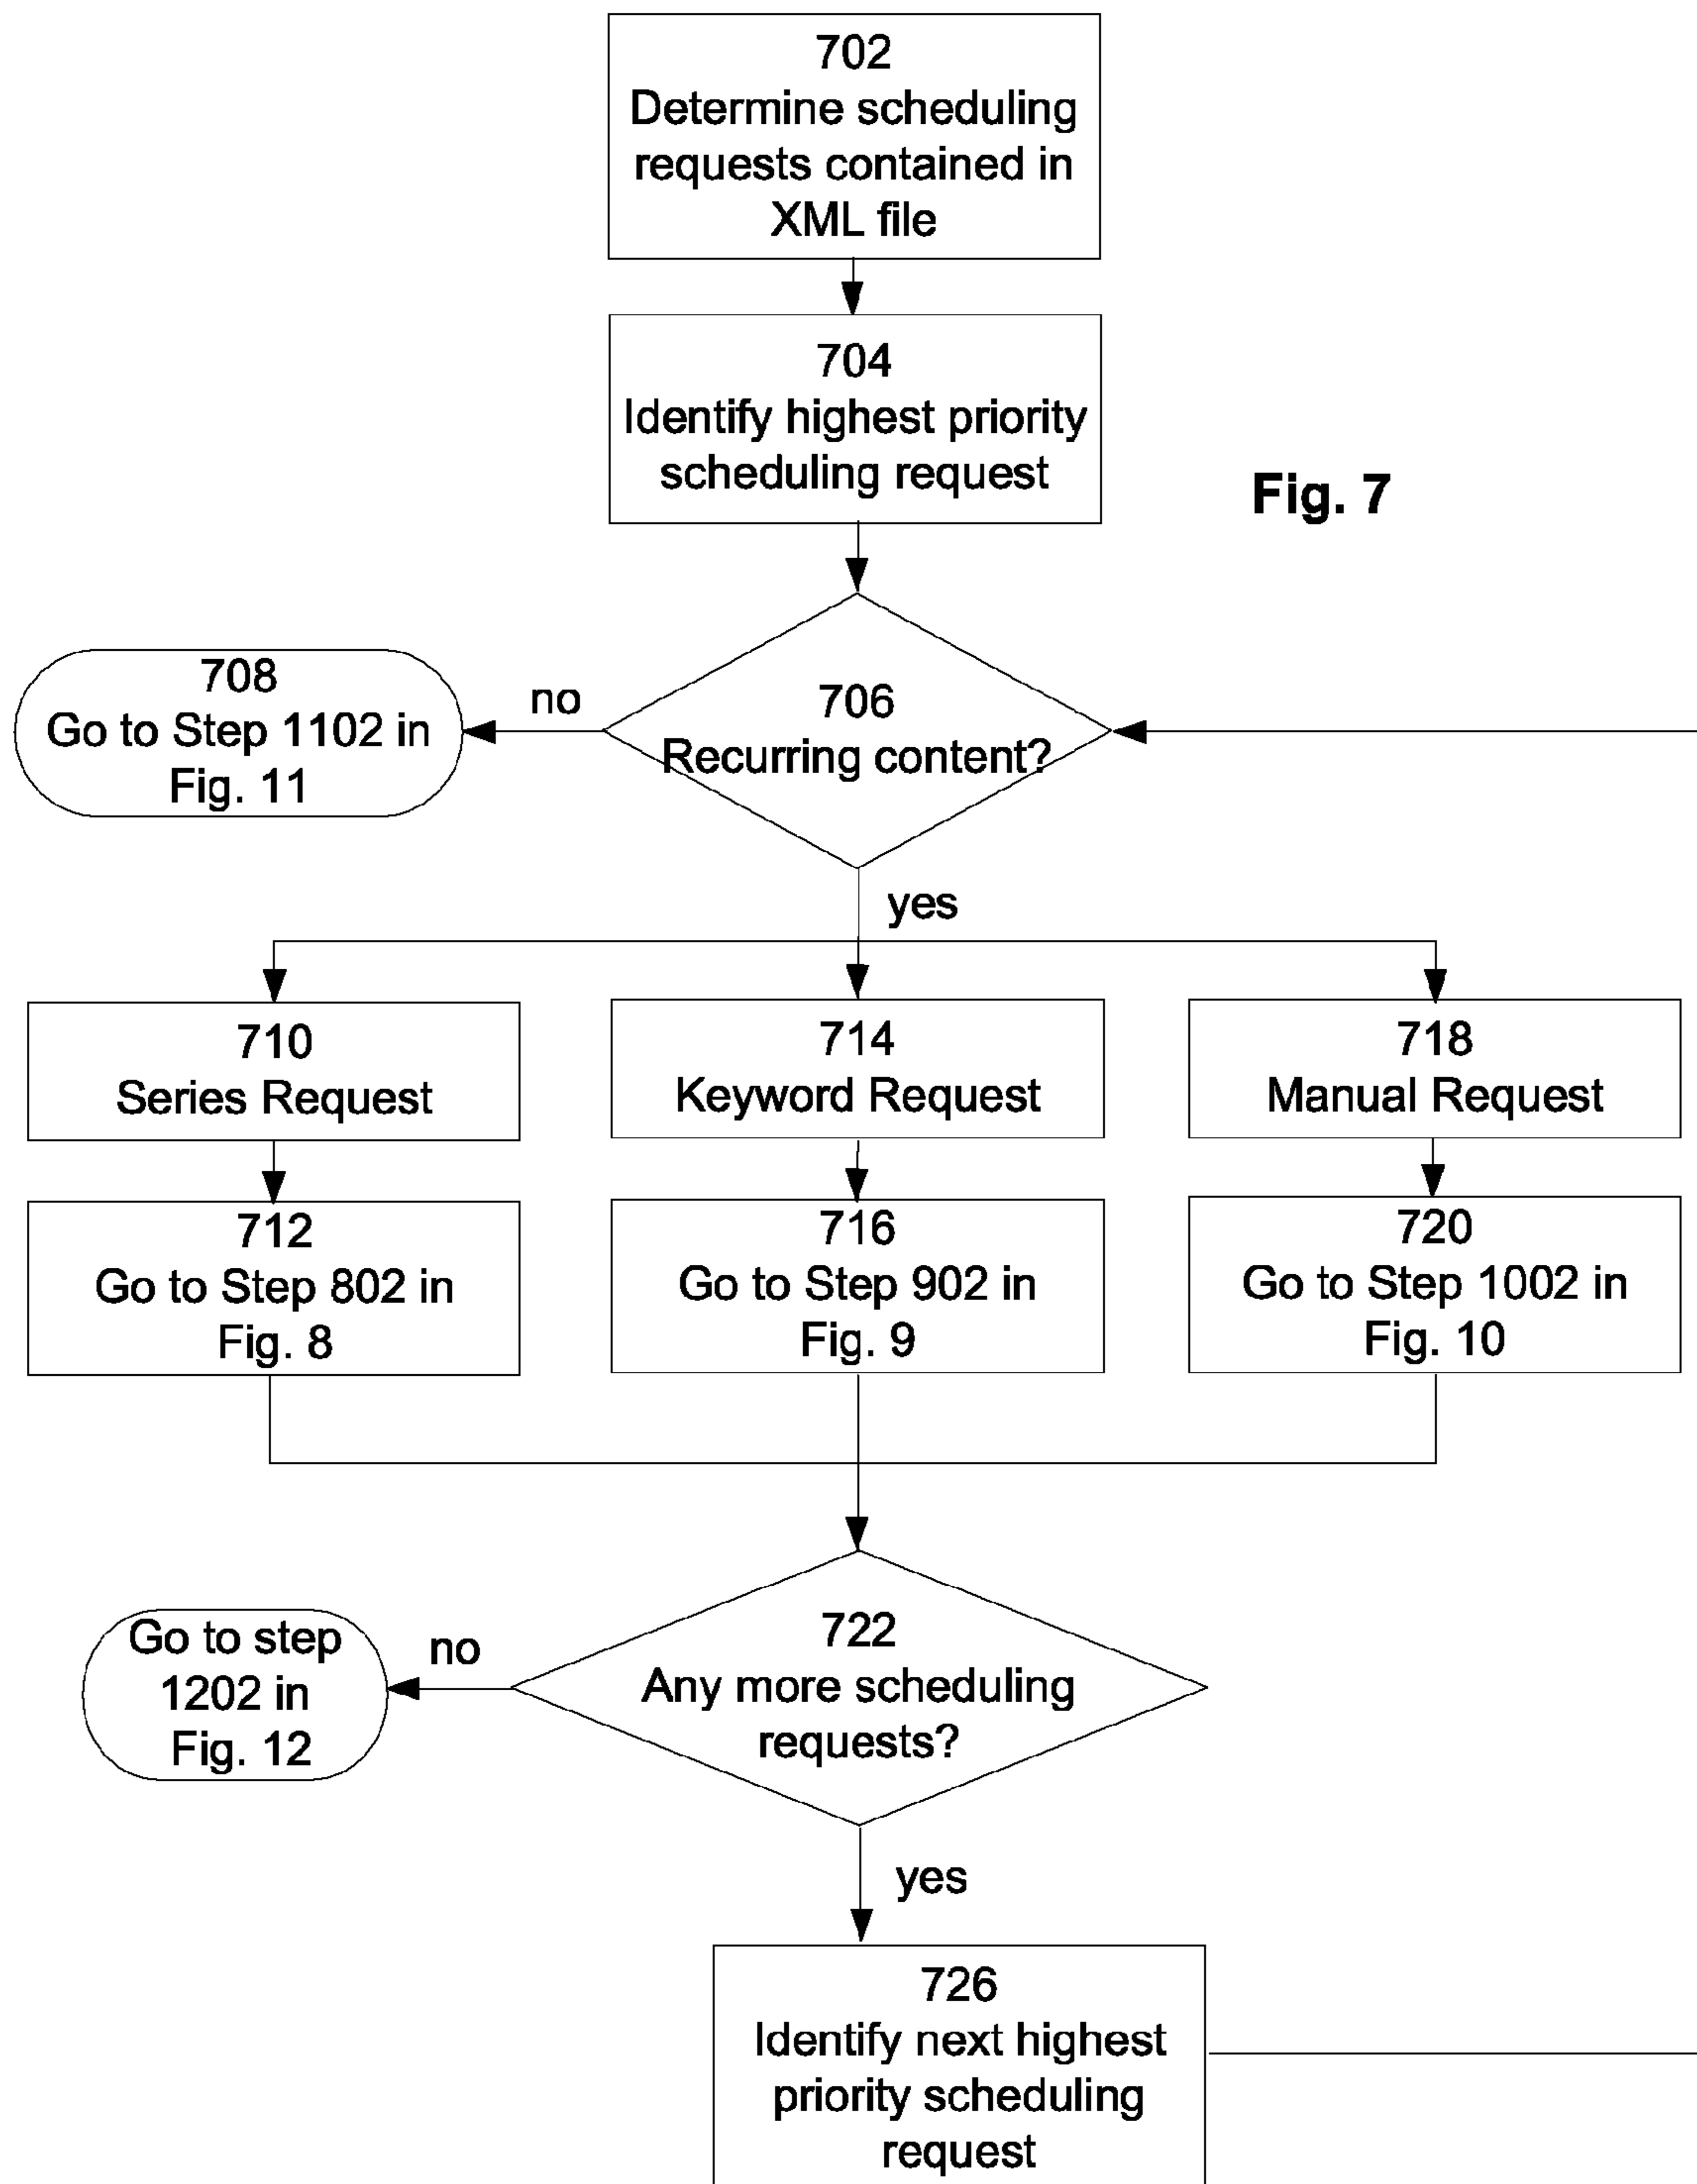 702
Determine scheduling
requests contained in
XML file
704
Identify highest priority
scheduling request
Fig. 7
708
Go to Step 1102 in
Fig. 11
no
706
Recurring content?
yes
710
Series Request
714
Keyword Request
718
Manual Request
712
Go to Step 802 in
Fig. 8
716
Go to Step 902 in
Fig. 9
720
Go to Step 1002 in
Fig. 10
Go to step
1202 in
Fig. 12
no
722
Any more scheduling
requests?
yes
726
Identify next highest
priority scheduling
request